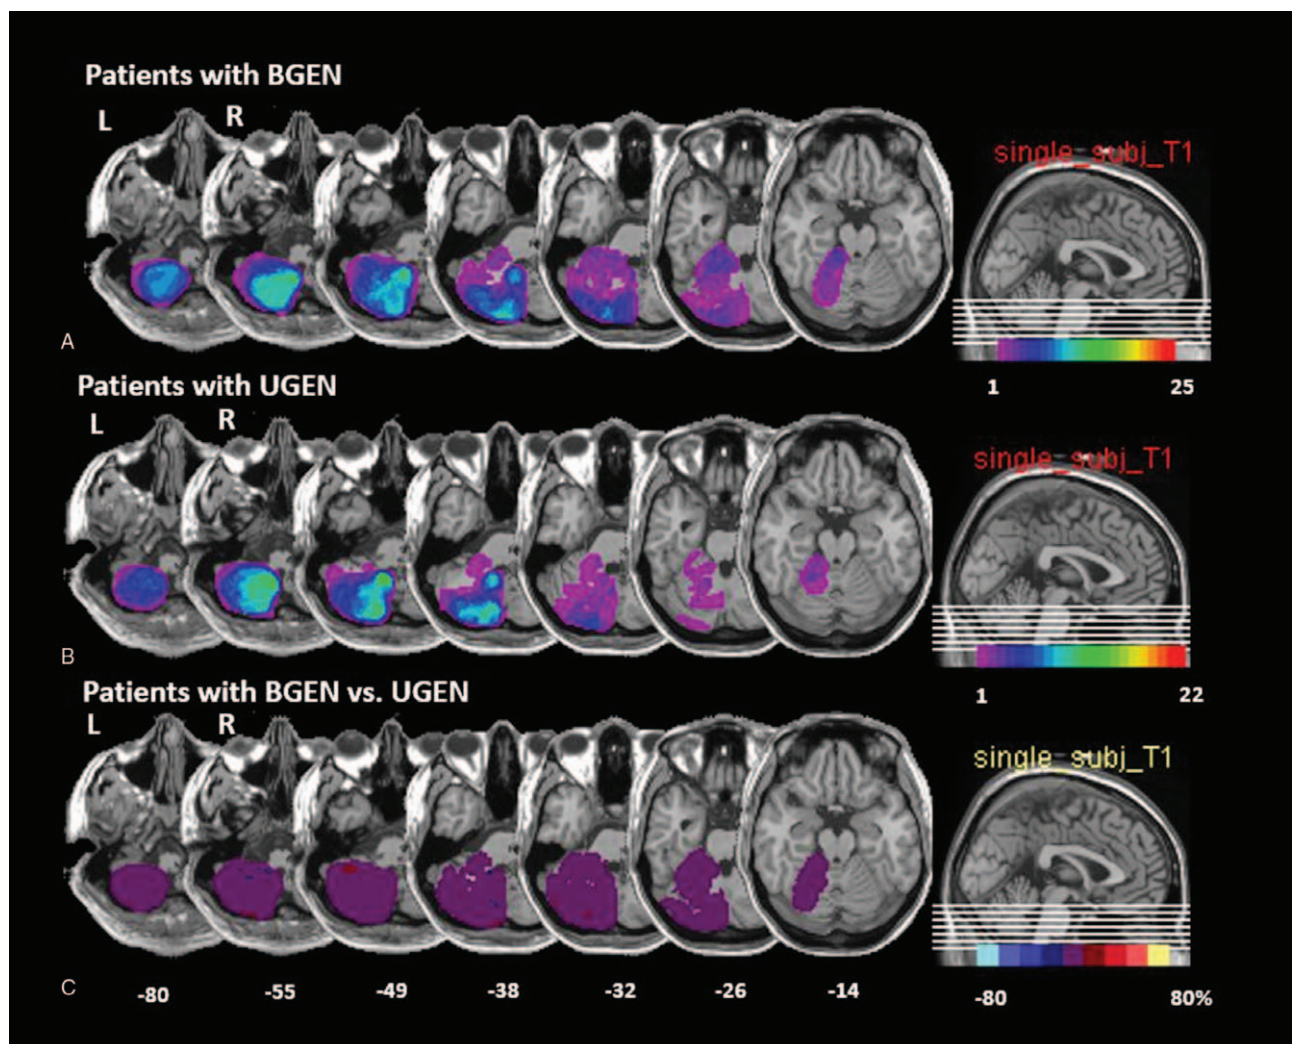 Patients with BGEN
L R
single_subj_T1
A
1 25
Patients with UGEN
L R
single_subj_T1
B
1 22
Patients with BGEN vs. UGEN
L R
single_subj_T1
C
-80 -55 -49 -38 -32 -26 -14 -80 80%